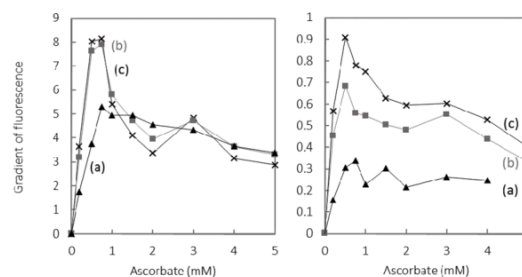 Gradient of fluorescence
9
8
7
6
5
4
3
2
1
0
(b)
(c)
(a)
0 1 2 3 4 5
Ascorbate (mM)
1
0.9
0.8
0.7
0.6
0.5
0.4
0.3
0.2
0.1
0
(c)
(b)
(a)
0 1 2 3 4
Ascorbate (mM)